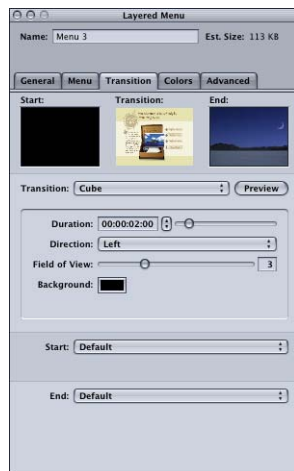 Layered Menu
Name: Menu 3 Est. Size: 113 KB
General Menu Transition Colors Advanced
Start: Transition: End:
Transition: Cube Preview
Duration: 00:00:02:00
Direction: Left
Field of View: 3
Background:
Start: Default
End: Default